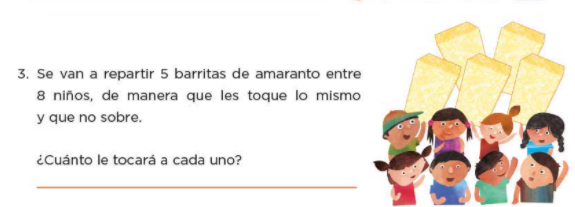 3. Se van a repartir 5 barritas de amaranto entre
8 niños, de manera que les toque lo mismo
y que no sobre.
¿Cuánto le tocará a cada uno?